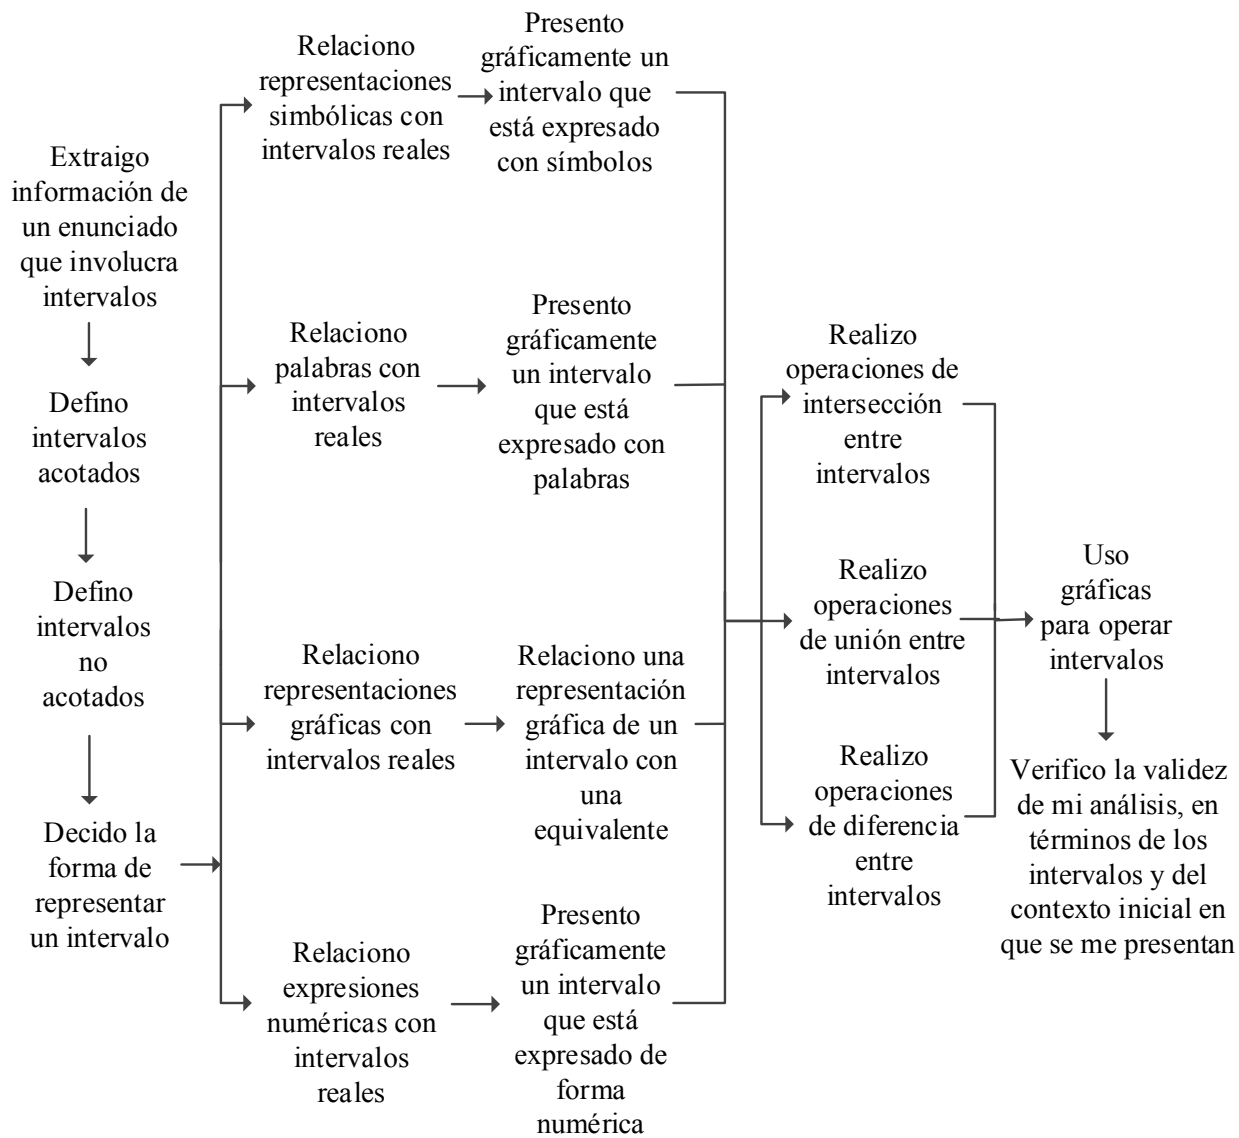 Extraigo
información de
un enunciado
que involucra
intervalos
Defino
intervalos
acotados
Defino
intervalos
no
acotados
Decido la
forma de
representar
un intervalo
Relaciono
representaciones
simbólicas con
intervalos reales
Presento
gráficamente un
intervalo que
está expresado
con símbolos
Relaciono
palabras con
intervalos
reales
Presento
gráficamente
un intervalo
que está
expresado con
palabras
Relaciono
representaciones
gráficas con
intervalos reales
Relaciono una
representación
gráfica de un
intervalo con
una
equivalente
Relaciono
expresiones
numéricas con
intervalos
reales
Presento
gráficamente
un intervalo
que está
expresado de
forma
numérica
Realizo
operaciones de
intersección
entre
intervalos
Realizo
operaciones
de unión entre
intervalos
Realizo
operaciones
de diferencia
entre
intervalos
Uso
gráficas
para operar
intervalos
Verifico la validez
de mi análisis, en
términos de los
intervalos y del
contexto inicial en
que se me presentan